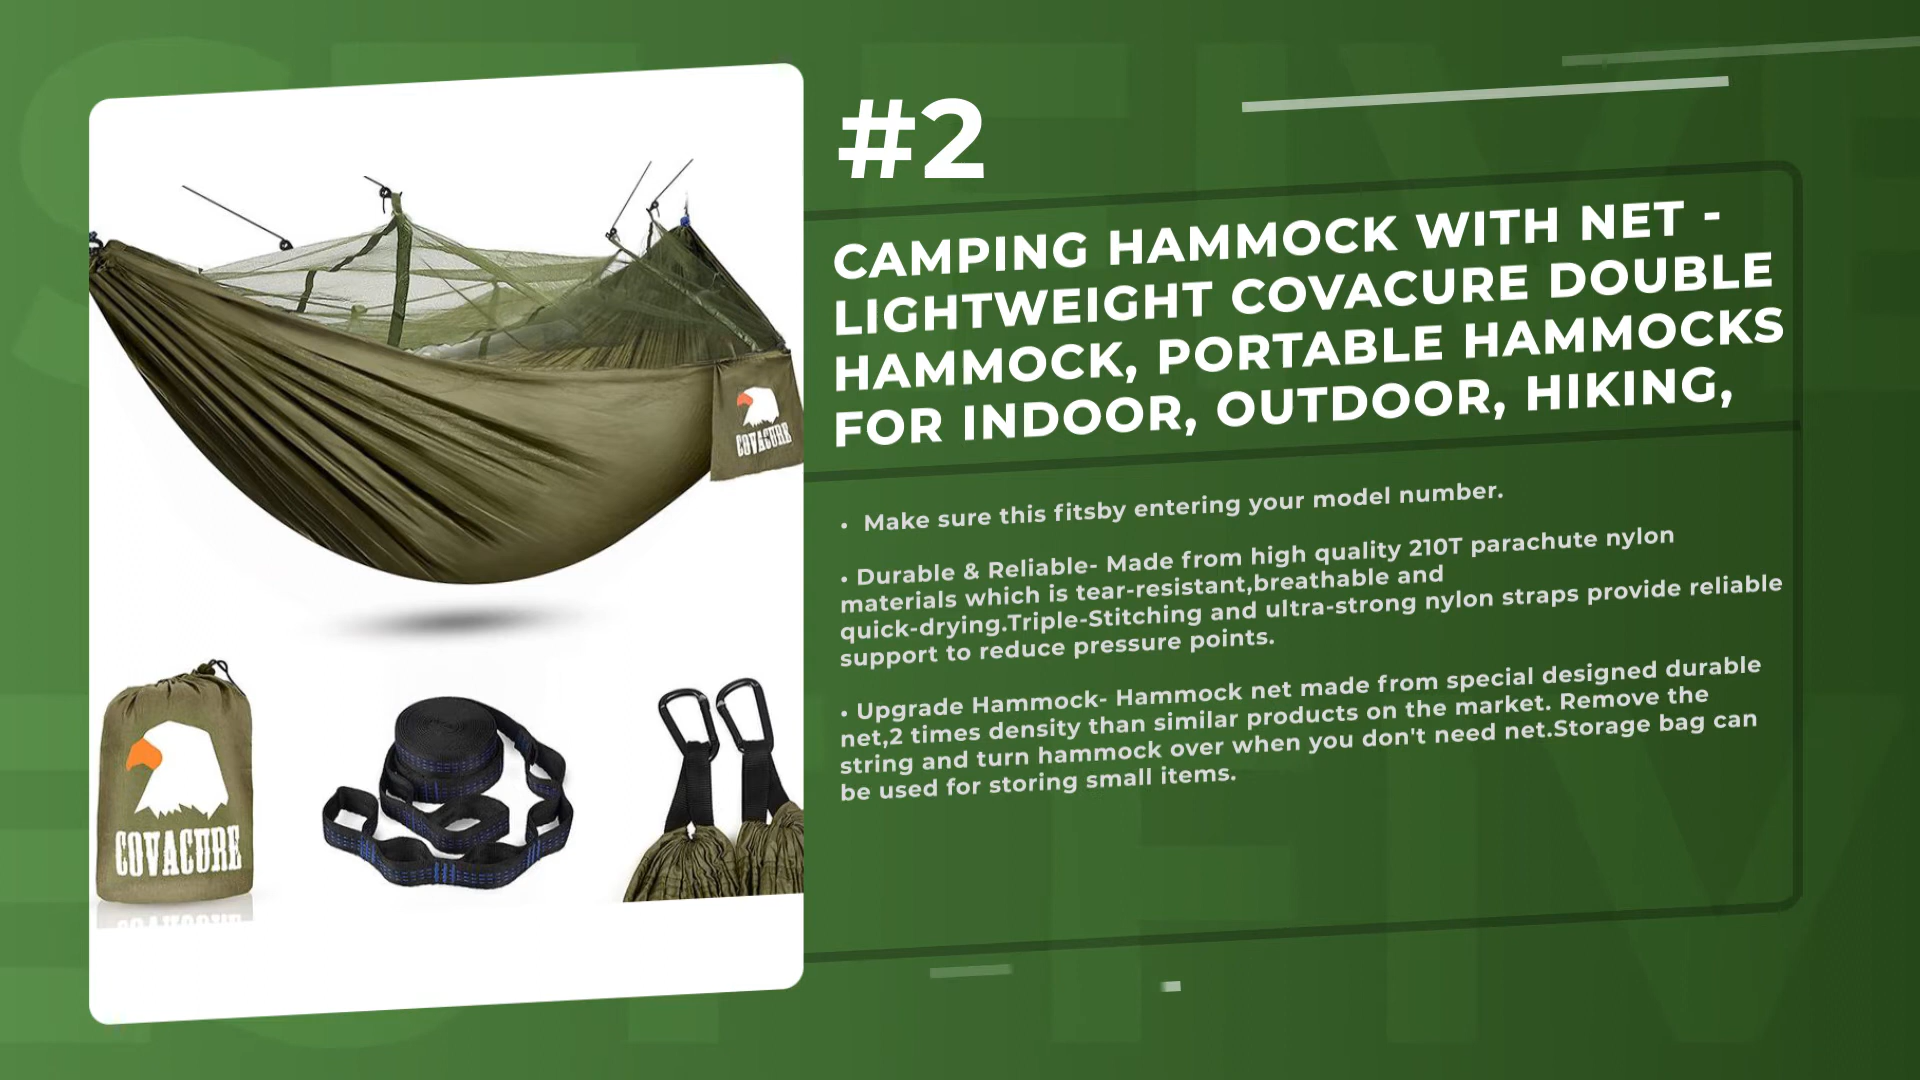 #2
CAMPING HAMMOCK WITH NET -
LIGHTWEIGHT COVACURE DOUBLE
HAMMOCK, PORTABLE HAMMOCKS
FOR INDOOR, OUTDOOR, HIKING,
• Make sure this fitsby entering your model number.
• Durable & Reliable- Made from high quality 210T parachute nylon
materials which is tear-resistant,breathable and
quick-drying.Triple-Stitching and ultra-strong nylon straps provide reliable
support to reduce pressure points.
• Upgrade Hammock- Hammock net made from special designed durable
net,2 times density than similar products on the market. Remove the
string and turn hammock over when you don't need net.Storage bag can
be used for storing small items.
COVACURE
COVACURE